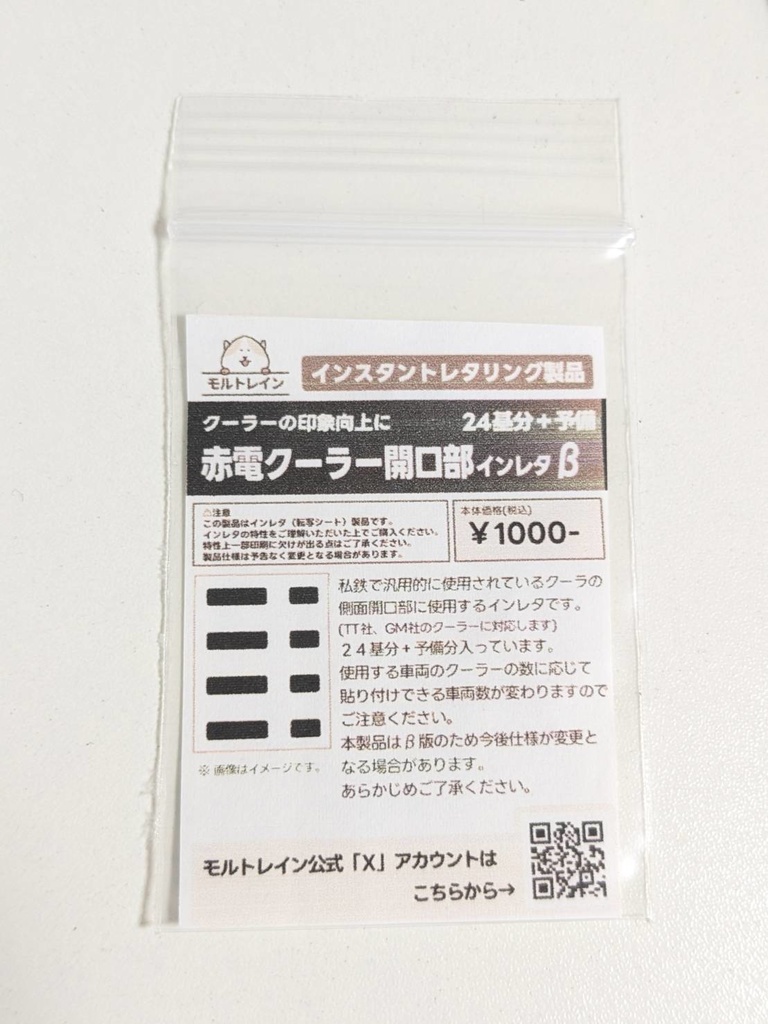 モルトレイン
インスタントレタリング製品
クーラーの印象向上に 24基分+予備
赤電クーラー開口部インレタβ
⚠注意
この製品はインレタ（転写シート）製品です。
インレタの特性をご理解いただいた上でご購入ください。
特性上一部印刷に欠けが出る点はご了承ください。
製品仕様は予告なく変更となる場合があります。
本体価格(税込)
￥1000-
私鉄で汎用的に使用されているクーラの
側面開口部に使用するインレタです。
(TT社、GM社のクーラーに対応します)
２４基分+予備分入っています。
使用する車両のクーラーの数に応じて
貼り付けできる車両数が変わりますので
ご注意ください。
本製品はβ版のため今後仕様が変更と
なる場合があります。
あらかじめご了承ください。
※ 画像はイメージです。
モルトレイン公式「X」アカウントは
こちらから→